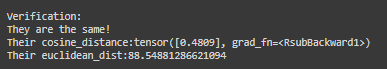 Verification:
They are the same!
Their cosine_distance:tensor([0.4809], grad_fn=<RsubBackward1>)
Their euclidean_dist:88.54881286621094